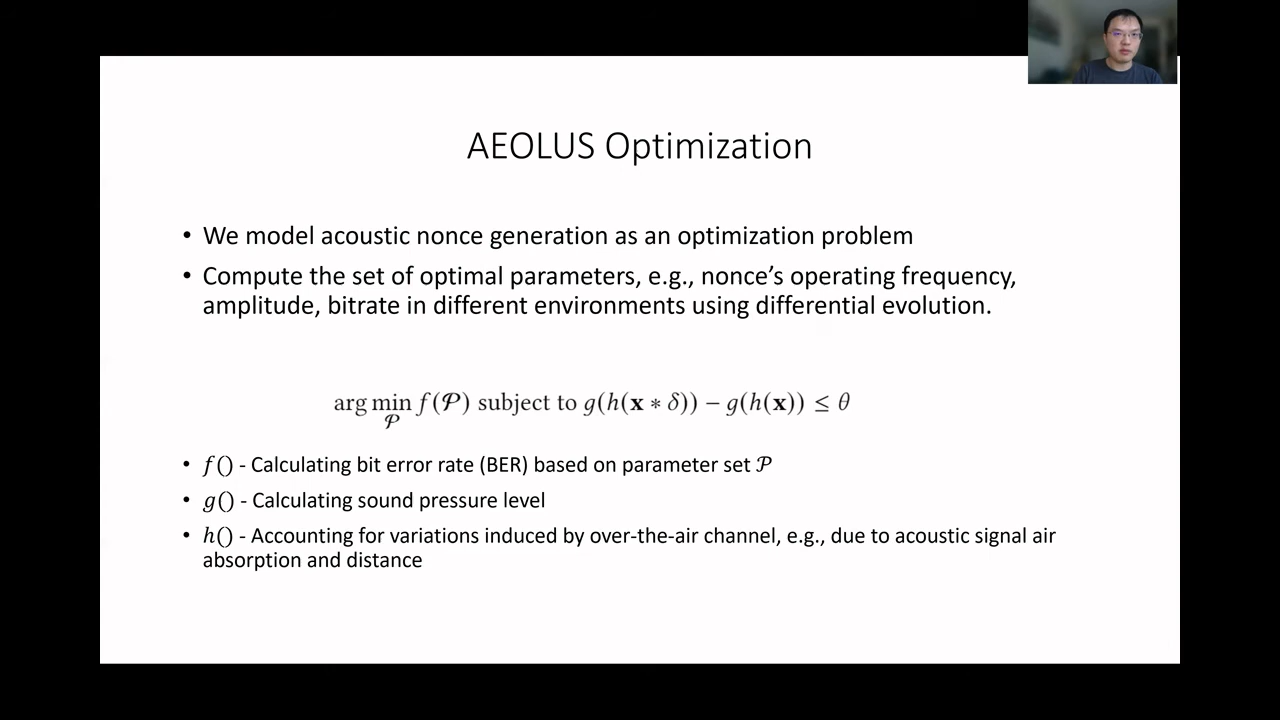 AEOLUS Optimization
• We model acoustic nonce generation as an optimization problem
• Compute the set of optimal parameters, e.g., nonce’s operating frequency,
amplitude, bitrate in different environments using differential evolution.
arg min f(𝒫) subject to g(h(x ∗ δ)) − g(h(x)) ≤ θ
𝒫
• f() - Calculating bit error rate (BER) based on parameter set 𝒫
• g() - Calculating sound pressure level
• h() - Accounting for variations induced by over-the-air channel, e.g., due to acoustic signal air
absorption and distance